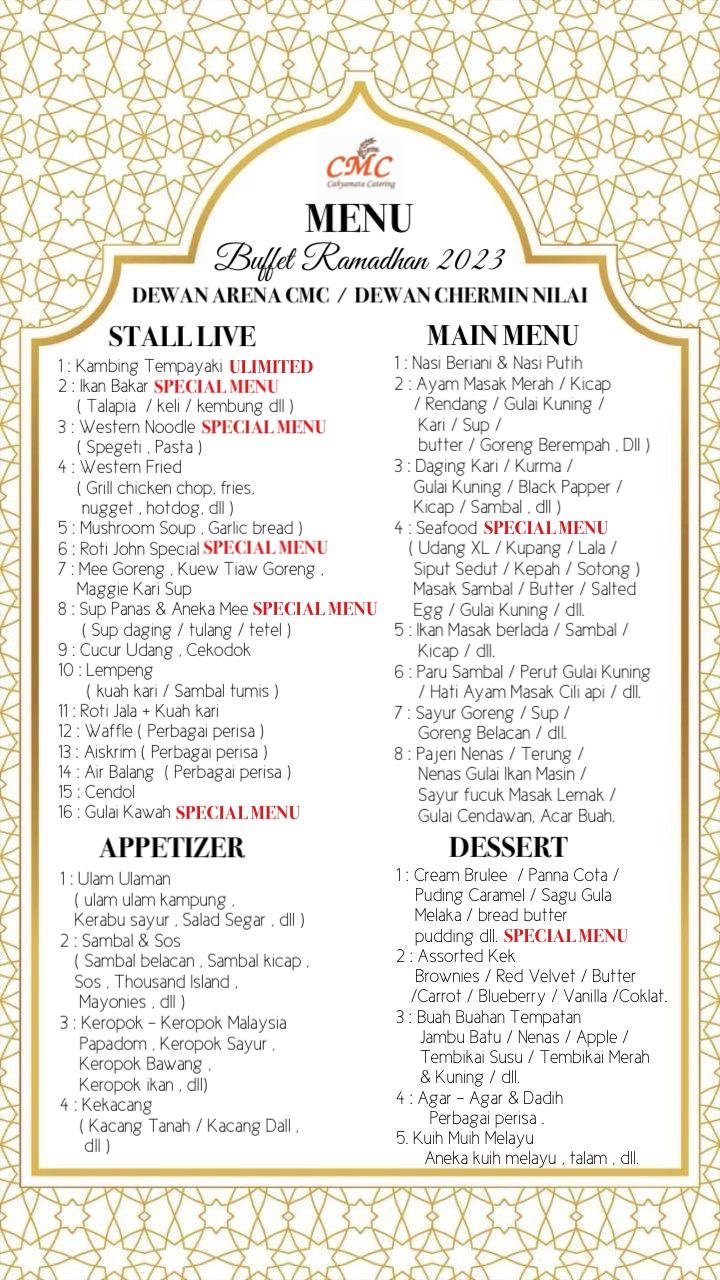 CMC
Cahyamata Catering
MENU
Buffet Ramadhan 2023
DEWAN ARENA CMC / DEWAN CHERMIN NILAI
STALL LIVE
1 : Kambing Tempayaki ULIMITED
2 : Ikan Bakar SPECIAL MENU
( Talapia / keli / kembung dll )
3 : Western Noodle SPECIAL MENU
( Spegeti , Pasta )
4 : Western Fried
( Grill chicken chop, fries,
nugget , hotdog, dll )
5 : Mushroom Soup , Garlic bread )
6 : Roti John Special SPECIAL MENU
7 : Mee Goreng , Kuew Tiaw Goreng ,
Maggie Kari Sup
8 : Sup Panas & Aneka Mee SPECIAL MENU
( Sup daging / tulang / tetel )
9 : Cucur Udang , Cekodok
10 : Lempeng
( kuah kari / Sambal tumis )
11 : Roti Jala + Kuah kari
12 : Waffle ( Perbagai perisa )
13 : Aiskrim ( Perbagai perisa )
14 : Air Balang ( Perbagai perisa )
15 : Cendol
16 : Gulai Kawah SPECIAL MENU
APPETIZER
1 : Ulam Ulaman
( ulam ulam kampung ,
Kerabu sayur , Salad Segar , dll )
2 : Sambal & Sos
( Sambal belacan , Sambal kicap ,
Sos , Thousand Island ,
Mayonies , dll )
3 : Keropok - Keropok Malaysia
Papadom , Keropok Sayur ,
Keropok Bawang ,
Keropok ikan , dll)
4 : Kekacang
( Kacang Tanah / Kacang Dall ,
dll )
MAIN MENU
1 : Nasi Beriani & Nasi Putih
2 : Ayam Masak Merah / Kicap
/ Rendang / Gulai Kuning /
Kari / Sup /
butter / Goreng Berempah , Dll )
3 : Daging Kari / Kurma /
Gulai Kuning / Black Papper /
Kicap / Sambal , dll )
4 : Seafood SPECIAL MENU
( Udang XL / Kupang / Lala /
Siput Sedut / Kepah / Sotong )
Masak Sambal / Butter / Salted
Egg / Gulai Kuning / dll.
5 : Ikan Masak berlada / Sambal /
Kicap / dll.
6 : Paru Sambal / Perut Gulai Kuning
/ Hati Ayam Masak Cili api / dll.
7 : Sayur Goreng / Sup /
Goreng Belacan / dll.
8 : Pajeri Nenas / Terung /
Nenas Gulai Ikan Masin /
Sayur fucuk Masak Lemak /
Gulai Cendawan, Acar Buah.
DESSERT
1 : Cream Brulee / Panna Cota /
Puding Caramel / Sagu Gula
Melaka / bread butter
pudding dll. SPECIAL MENU
2 : Assorted Kek
Brownies / Red Velvet / Butter
/Carrot / Blueberry / Vanilla /Coklat.
3 : Buah Buahan Tempatan
Jambu Batu / Nenas / Apple /
Tembikai Susu / Tembikai Merah
& Kuning / dll.
4 : Agar - Agar & Dadih
Perbagai perisa .
5. Kuih Muih Melayu
Aneka kuih melayu , talam , dll.